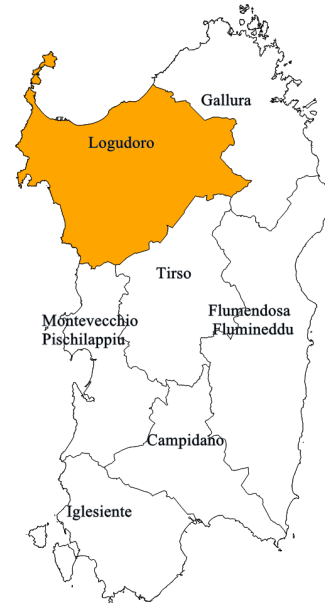 Gallura
Logudoro
Tirso
Montevecchio
Pischilappiu
Flumendosa
Flumineddu
Campidano
Iglesiente